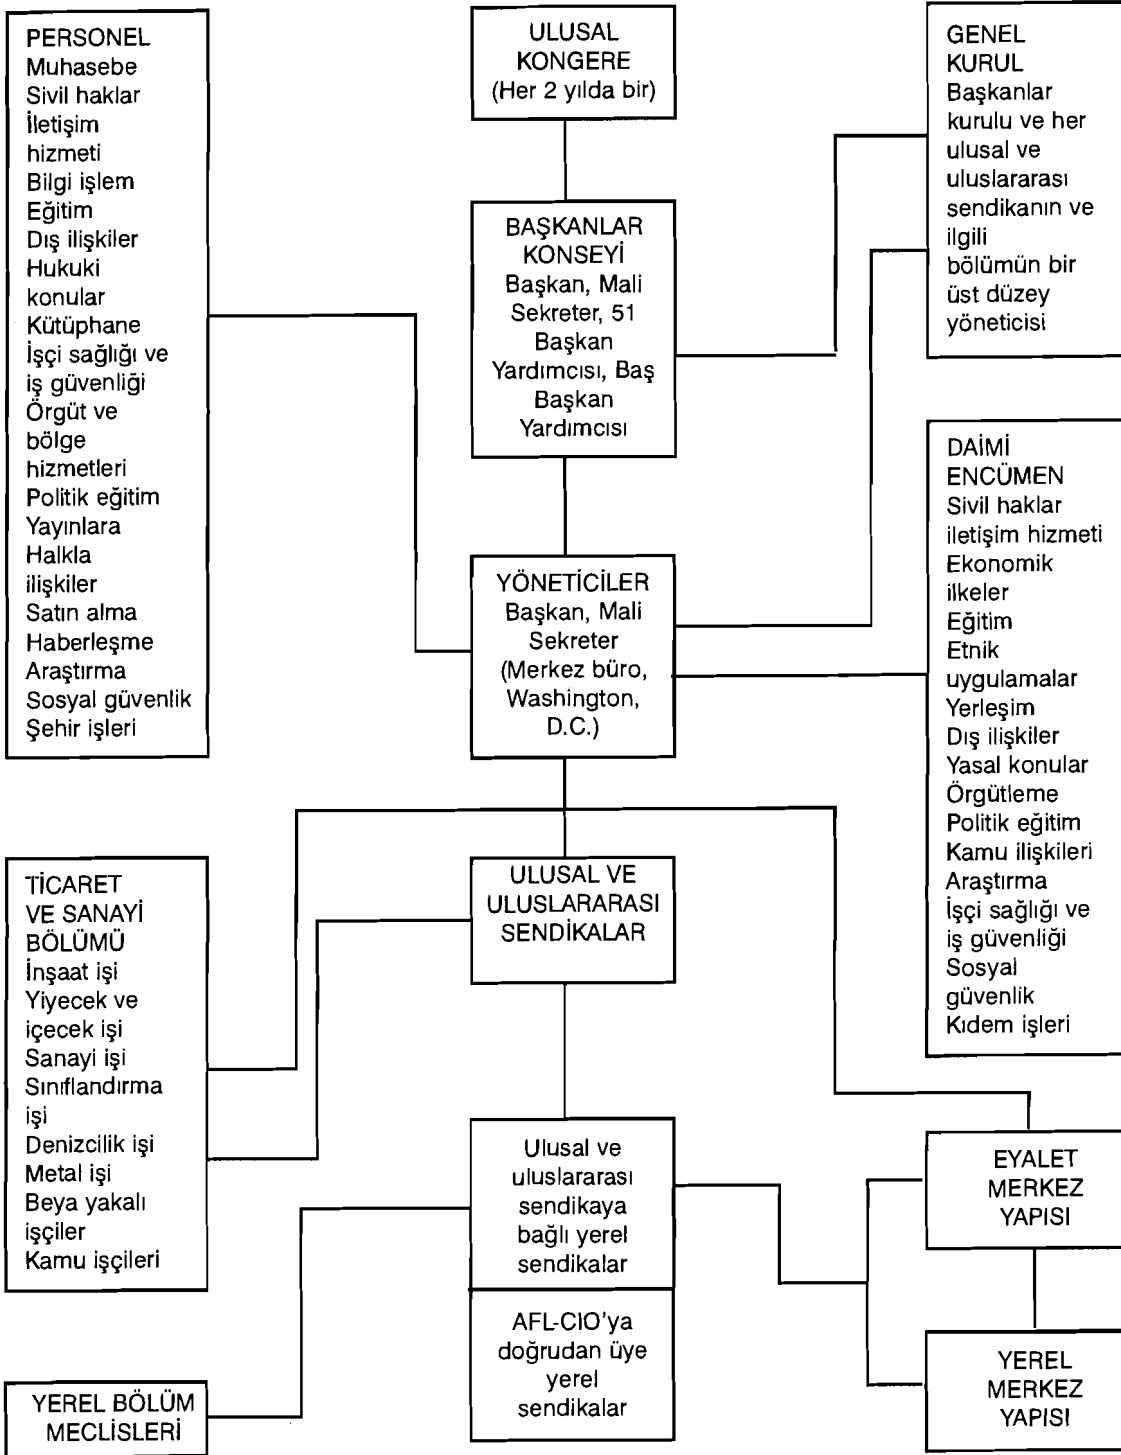 PERSONEL
Muhasebe
Sivil haklar
İletişim
hizmeti
Bilgi işlem
Eğitim
Dış ilişkiler
Hukuki
konular
Kütüphane
İşçi sağlığı ve
iş güvenliği
Örgüt ve
bölge
hizmetleri
Politik eğitim
Yayınlara
Halkla
ilişkiler
Satın alma
Haberleşme
Araştırma
Sosyal güvenlik
Şehir işleri
ULUSAL
KONGERE
(Her 2 yılda bir)
BAŞKANLAR
KONSEYİ
Başkan, Mali
Sekreter, 51
Başkan
Yardımcısı, Baş
Başkan
Yardımcısı
GENEL
KURUL
Başkanlar
kurulu ve her
ulusal ve
uluslararası
sendikanın ve
ilgili
bölümün bir
üst düzey
yöneticisi
YÖNETİCİLER
Başkan, Mali
Sekreter
(Merkez büro,
Washington,
D.C.)
DAİMİ
ENCÜMEN
Sivil haklar
iletişim hizmeti
Ekonomik
ilkeler
Eğitim
Etnik
uygulamalar
Yerleşim
Dış ilişkiler
Yasal konular
Örgütleme
Politik eğitim
Kamu ilişkileri
Araştırma
İşçi sağlığı ve
iş güvenliği
Sosyal
güvenlik
Kıdem işleri
TİCARET
VE SANAYİ
BÖLÜMÜ
İnşaat işi
Yiyecek ve
içecek işi
Sanayi işi
Sınıflandırma
işi
Denizcilik işi
Metal işi
Beya yakalı
işçiler
Kamu işçileri
ULUSAL VE
ULUSLARARASI
SENDİKALAR
Ulusal ve
uluslararası
sendikaya
bağlı yerel
sendikalar
AFL-CIO'ya
doğrudan üye
yerel
sendikalar
EYALET
MERKEZ
YAPISI
YEREL
MERKEZ
YAPISI
YEREL BÖLÜM
MECLİSLERİ